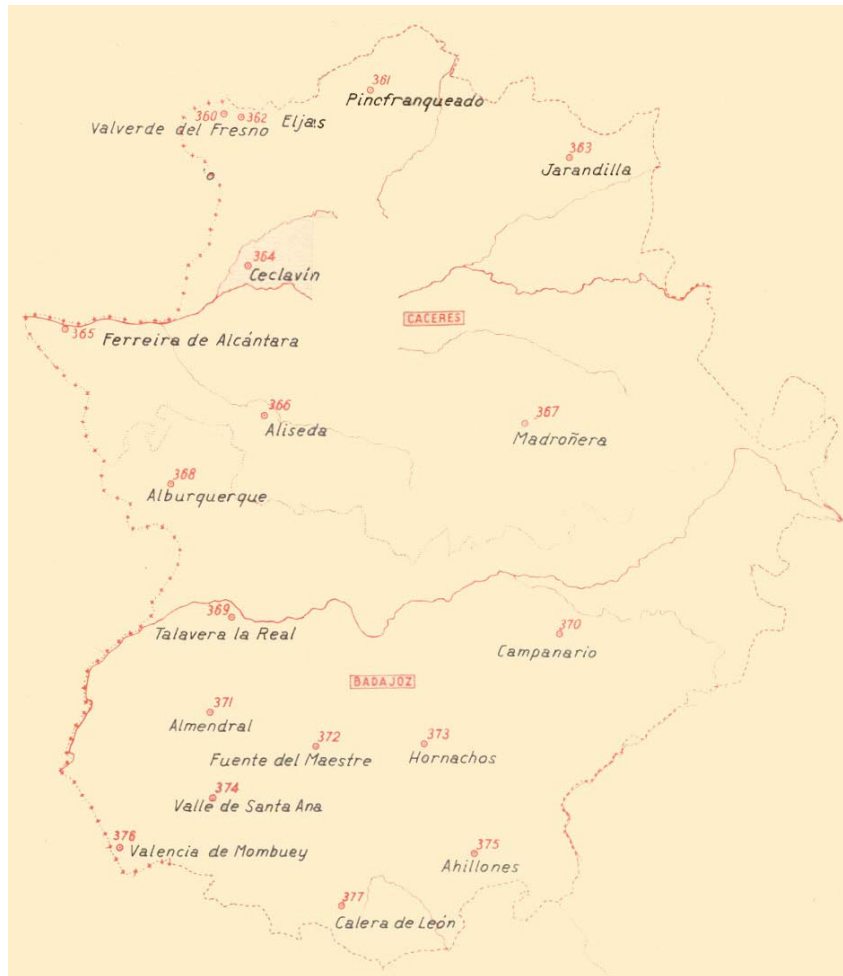 361
Pinofranqueado
360
362
Valverde del Fresno
Eljas
363
Jarandilla
364
Ceclavín
CACERES
365
Ferreira de Alcántara
366
Aliseda
367
Madroñera
368
Alburquerque
369
Talavera la Real
370
Campanario
BADAJOZ
371
Almendral
372
Fuente del Maestre
373
Hornachos
374
Valle de Santa Ana
376
Valencia de Mombuey
375
Ahillones
377
Calera de León